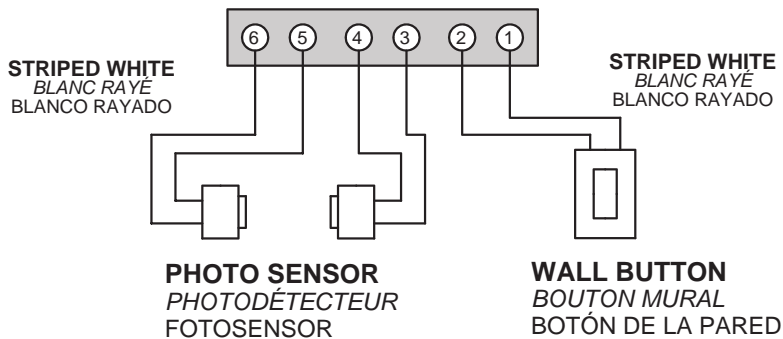 6 5 4 3 2 1
STRIPED WHITE
BLANC RAYÉ
BLANCO RAYADO
STRIPED WHITE
BLANC RAYÉ
BLANCO RAYADO
PHOTO SENSOR
PHOTODÉTECTEUR
FOTOSENSOR
WALL BUTTON
BOUTON MURAL
BOTÓN DE LA PARED